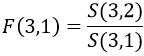 F(3,1) = S(3,2) / S(3,1)